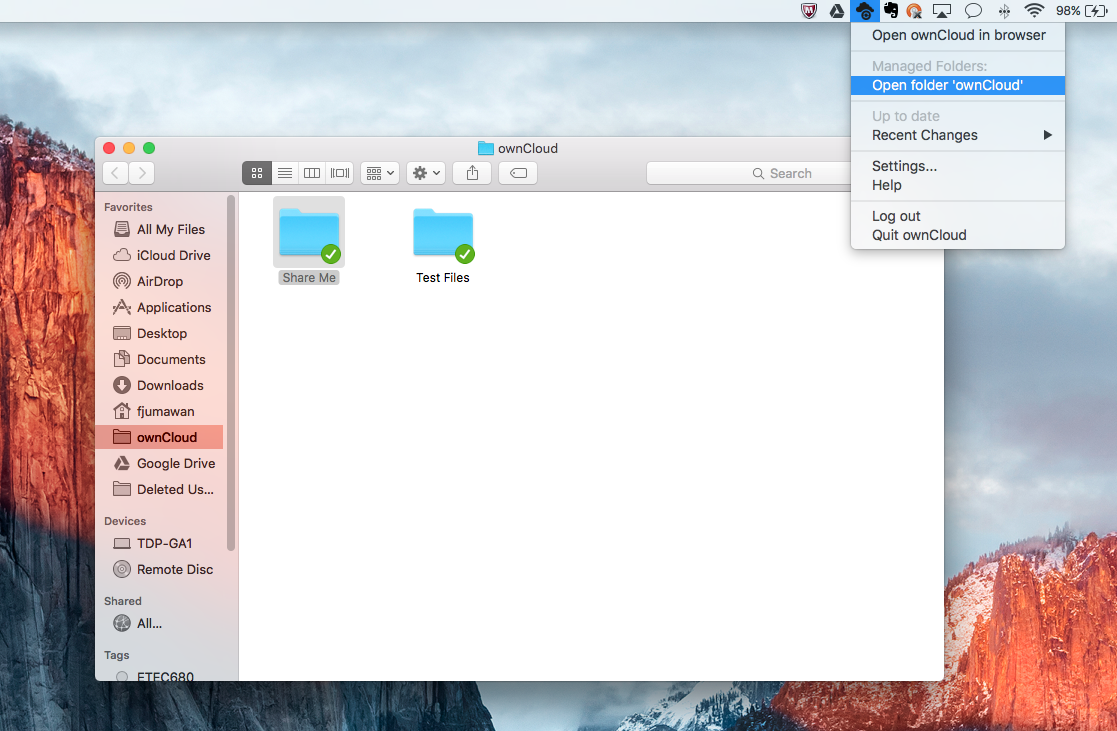 98%
Open ownCloud in browser
Managed Folders:
Open folder 'ownCloud'
Up to date
Recent Changes
Settings...
Help
Log out
Quit ownCloud
ownCloud
Search
Favorites
All My Files
iCloud Drive
AirDrop
Applications
Desktop
Documents
Downloads
fjumawan
ownCloud
Google Drive
Deleted Us...
Devices
TDP-GA1
Remote Disc
Shared
All...
Tags
ETEC680
Share Me
Test Files